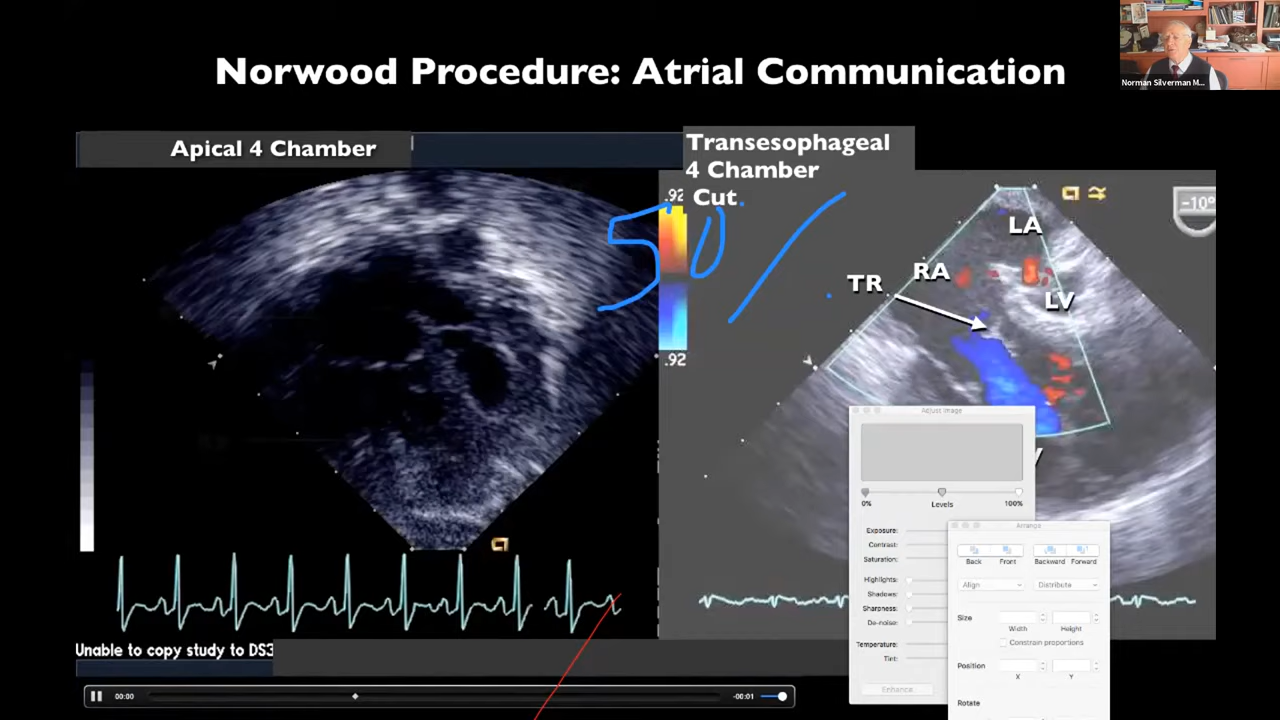 Norwood Procedure: Atrial Communication
Norman Silverman M...
Apical 4 Chamber
Transesophageal
4 Chamber
Cut
.92
.92
50/
-10°
LA
RA
TR
LV
V
Adjust Image
0% Levels 100%
Exposure:
Contrast:
Saturation:
Highlights:
Shadows:
Sharpness:
De-noise:
Temperature:
Tint:
Enhance
Arrange
Back Front Backward Forward
Align Distribute
Size
Width Height
Constrain proportions
Position
X Y
Rotate
Unable to copy study to DS3
00:00 -00:01